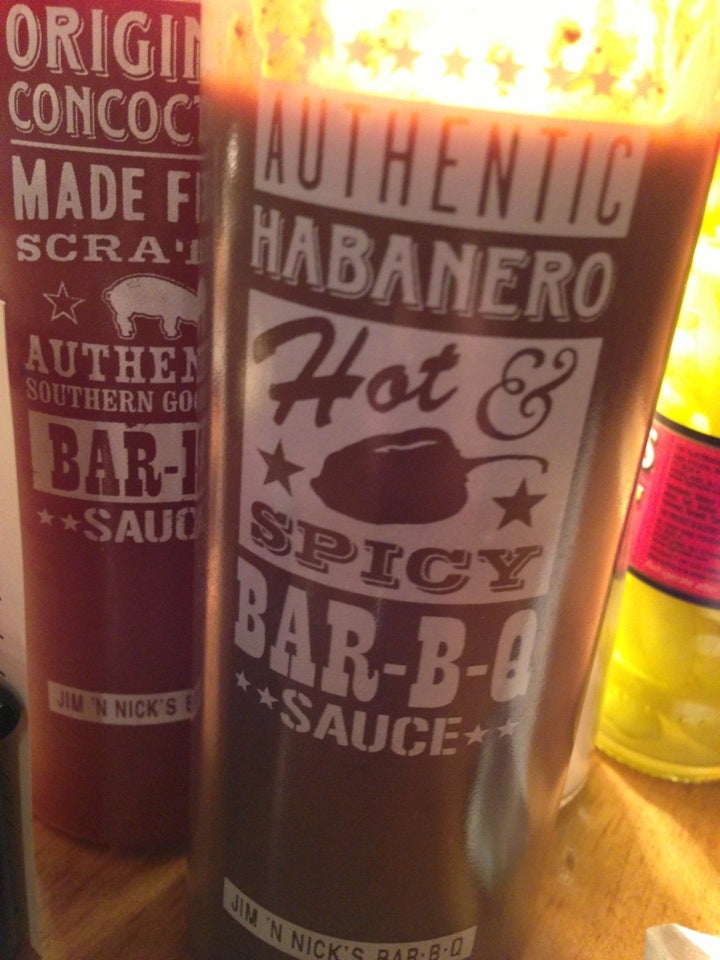 ORIGIN
CONCOCT
MADE F
SCRAT
AUTHEN
SOUTHERN GO
BAR-
SAUC
JIM 'N NICK'S B
AUTHENTIC
HABANERO
Hot &
SPICY
BAR-B-Q
SAUCE
JIM 'N NICK'S BAR-B-Q